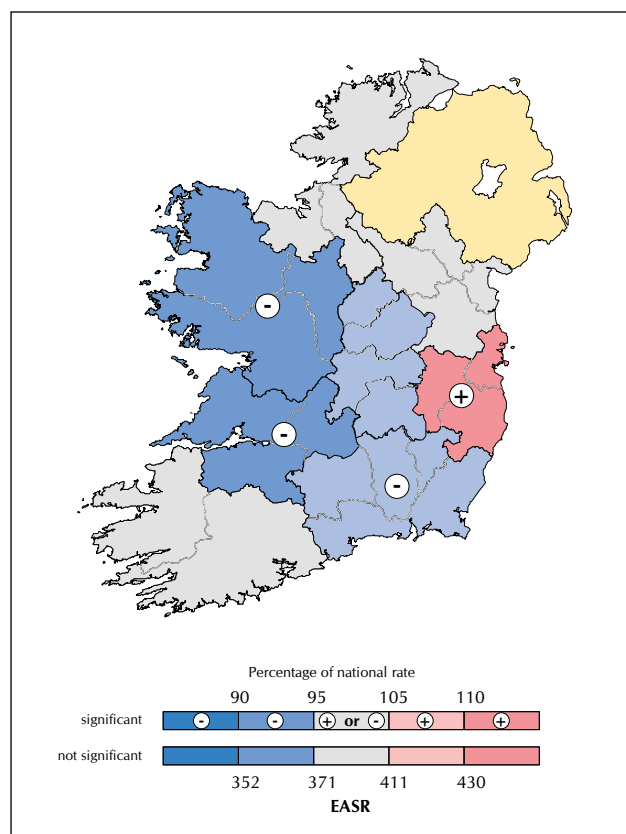 -
+
-
-
Percentage of national rate
90 95 105 110
significant - - + or - + +
not significant
352 371 411 430
EASR